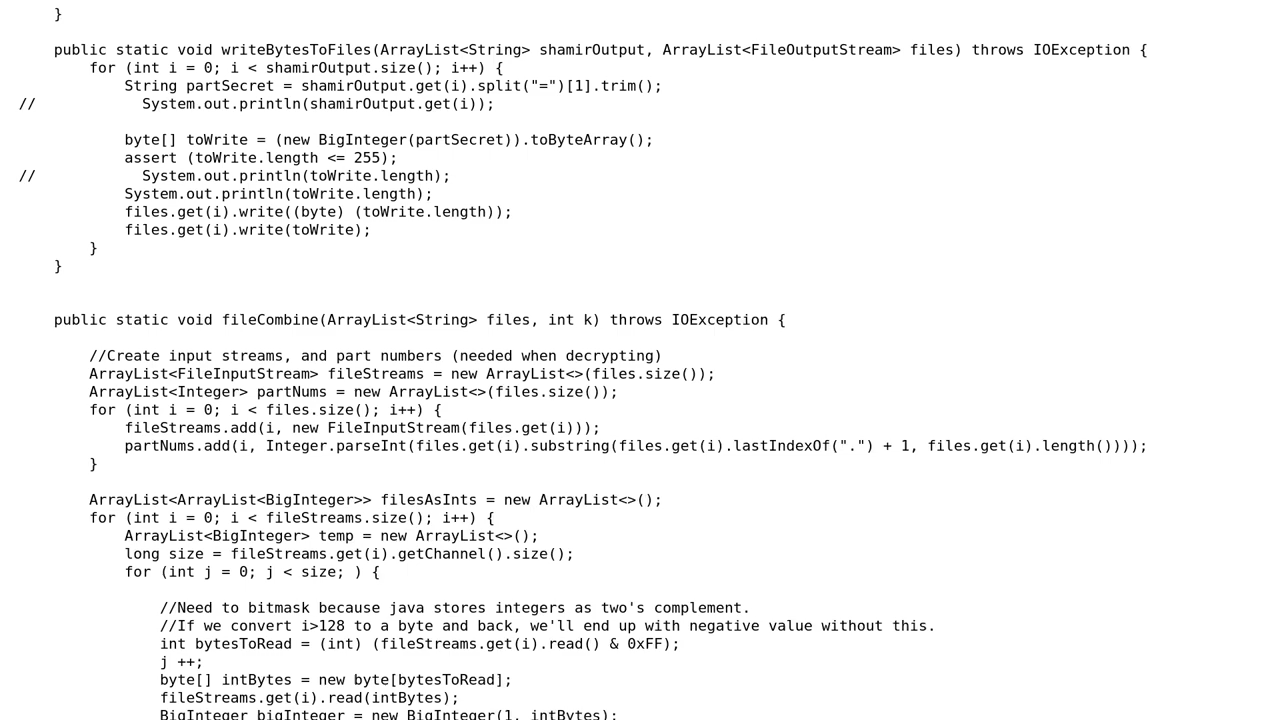 }

    public static void writeBytesToFiles(ArrayList<String> shamirOutput, ArrayList<FileOutputStream> files) throws IOException {
        for (int i = 0; i < shamirOutput.size(); i++) {
            String partSecret = shamirOutput.get(i).split("=")[1].trim();
//            System.out.println(shamirOutput.get(i));

            byte[] toWrite = (new BigInteger(partSecret)).toByteArray();
            assert (toWrite.length <= 255);
//            System.out.println(toWrite.length);
            System.out.println(toWrite.length);
            files.get(i).write((byte) (toWrite.length));
            files.get(i).write(toWrite);
        }
    }


    public static void fileCombine(ArrayList<String> files, int k) throws IOException {

        //Create input streams, and part numbers (needed when decrypting)
        ArrayList<FileInputStream> fileStreams = new ArrayList<>(files.size());
        ArrayList<Integer> partNums = new ArrayList<>(files.size());
        for (int i = 0; i < files.size(); i++) {
            fileStreams.add(i, new FileInputStream(files.get(i)));
            partNums.add(i, Integer.parseInt(files.get(i).substring(files.get(i).lastIndexOf(".") + 1, files.get(i).length())));
        }

        ArrayList<ArrayList<BigInteger>> filesAsInts = new ArrayList<>();
        for (int i = 0; i < fileStreams.size(); i++) {
            ArrayList<BigInteger> temp = new ArrayList<>();
            long size = fileStreams.get(i).getChannel().size();
            for (int j = 0; j < size; ) {

                //Need to bitmask because java stores integers as two's complement.
                //If we convert i>128 to a byte and back, we'll end up with negative value without this.
                int bytesToRead = (int) (fileStreams.get(i).read() & 0xFF);
                j ++;
                byte[] intBytes = new byte[bytesToRead];
                fileStreams.get(i).read(intBytes);
                BigInteger bigInteger = new BigInteger(1, intBytes);